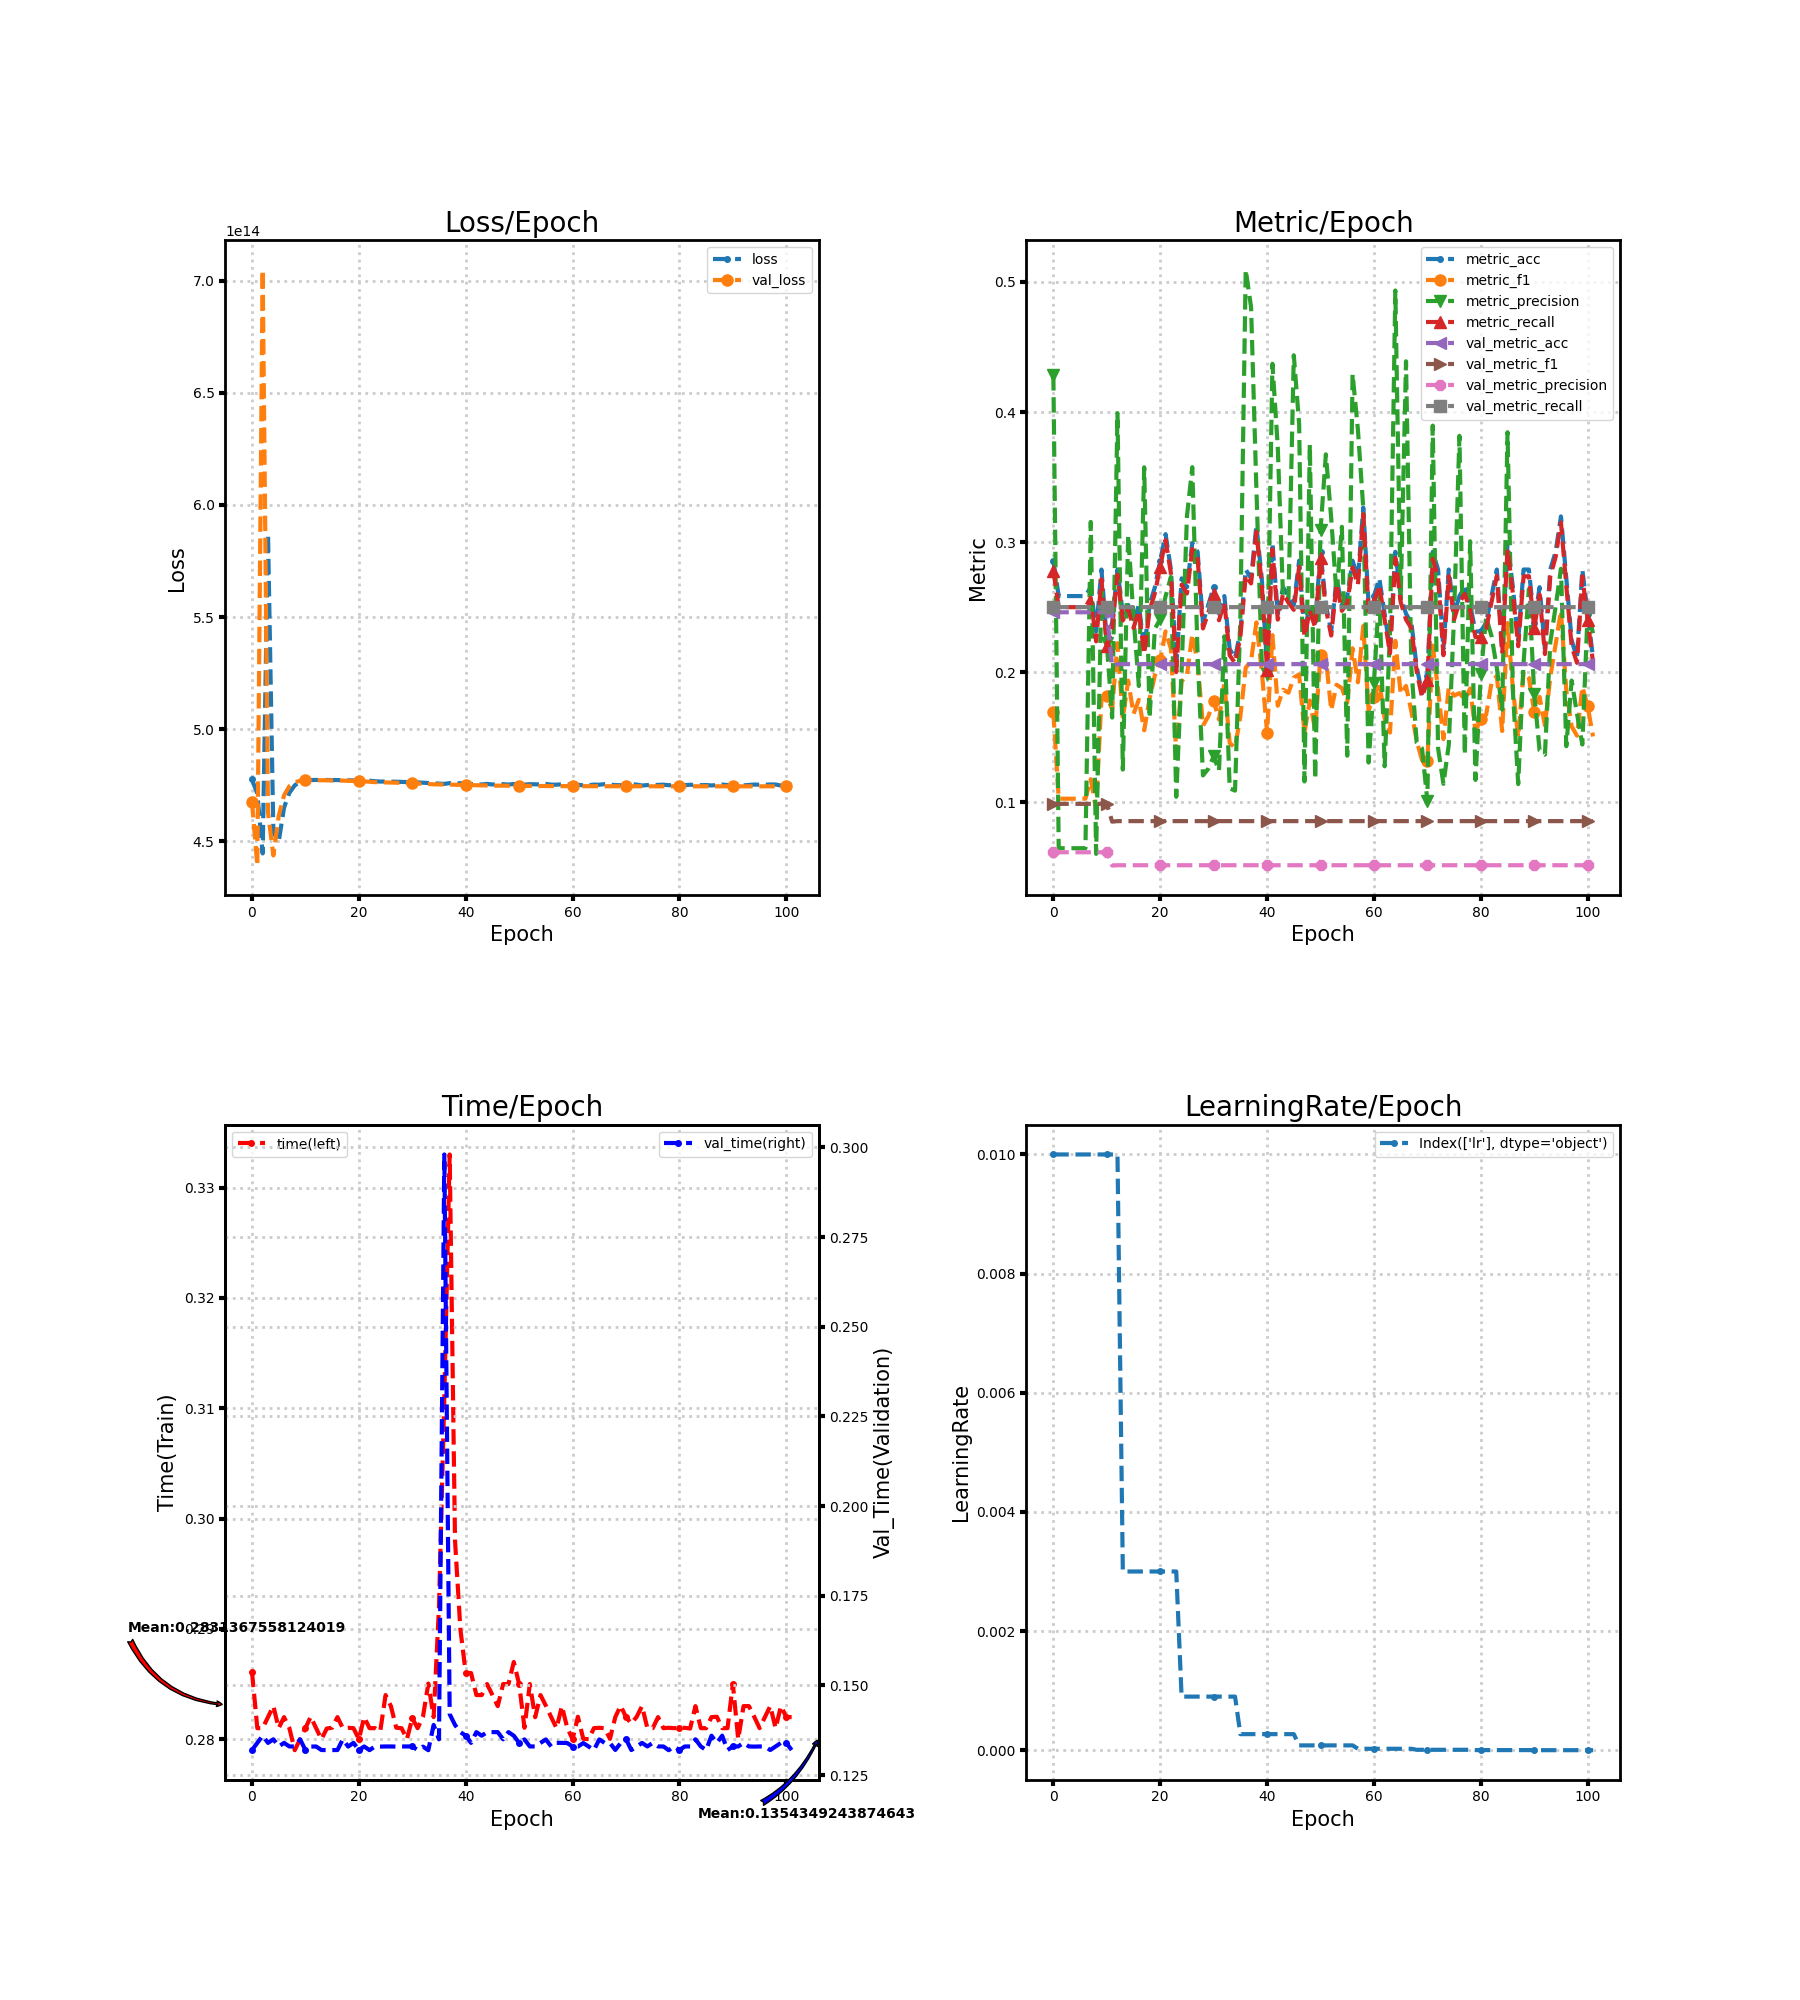 Loss/Epoch
1e14
loss
val_loss
7.0
6.5
6.0
5.5
5.0
4.5
Loss
0 20 40 60 80 100
Epoch
Metric/Epoch
metric_acc
metric_f1
metric_precision
metric_recall
val_metric_acc
val_metric_f1
val_metric_precision
val_metric_recall
0.5
0.4
0.3
0.2
0.1
Metric
0 20 40 60 80 100
Epoch
Time/Epoch
time(left)
val_time(right)
0.33
0.32
0.31
0.30
0.29
0.28
Time(Train)
0.300
0.275
0.250
0.225
0.200
0.175
0.150
0.125
Val_Time(Validation)
Mean:0.2831367558124019
Mean:0.1354349243874643
0 20 40 60 80 100
Epoch
LearningRate/Epoch
Index(['lr'], dtype='object')
0.010
0.008
0.006
0.004
0.002
0.000
LearningRate
0 20 40 60 80 100
Epoch